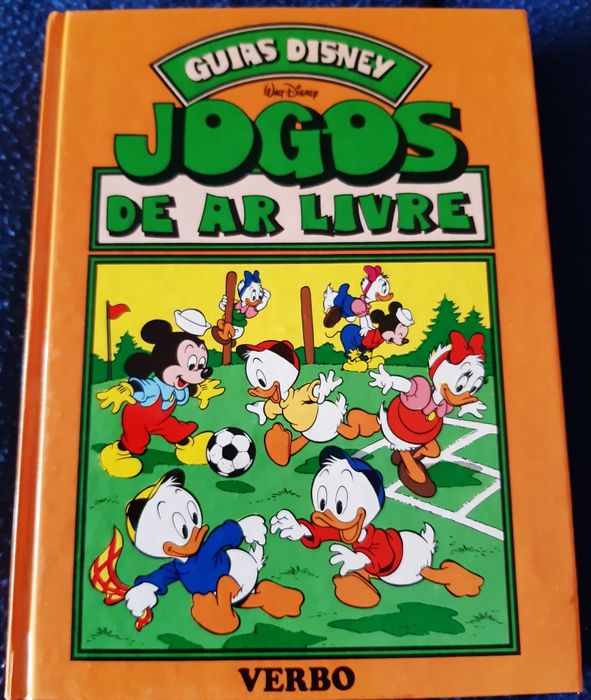 GUIAS DISNEY
Walt Disney
JOGOS
DE AR LIVRE
VERBO